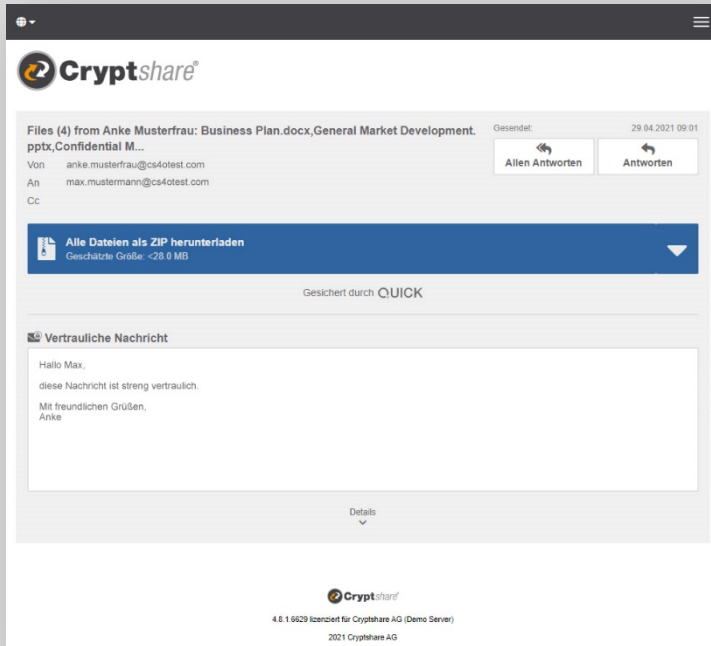 Cryptshare®
Files (4) from Anke Musterfrau: Business Plan.docx,General Market Development.
pptx,Confidential M...
Gesendet: 29.04.2021 09:01
Allen Antworten Antworten
Von anke.musterfrau@cs4otest.com
An max.mustermann@cs4otest.com
Cc
Alle Dateien als ZIP herunterladen
Geschätzte Größe: <28.0 MB
Gesichert durch QUICK
Vertrauliche Nachricht
Hallo Max,
diese Nachricht ist streng vertraulich.
Mit freundlichen Grüßen,
Anke
Details
Cryptshare®
4.8.1.6629 lizenziert für Cryptshare AG (Demo Server)
2021 Cryptshare AG